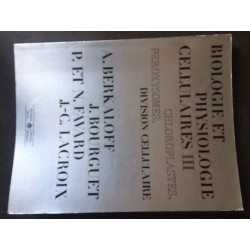 BIOLOGIE ET
PHYSIOLOGIE
CELLULAIRES III
CHLOROPLASTES,
PEROXYSOMES,
DIVISION CELLULAIRE
A. BERKALOFF
J. BOURGUET
P. ET N. FAVARD
J.-C. LACROIX